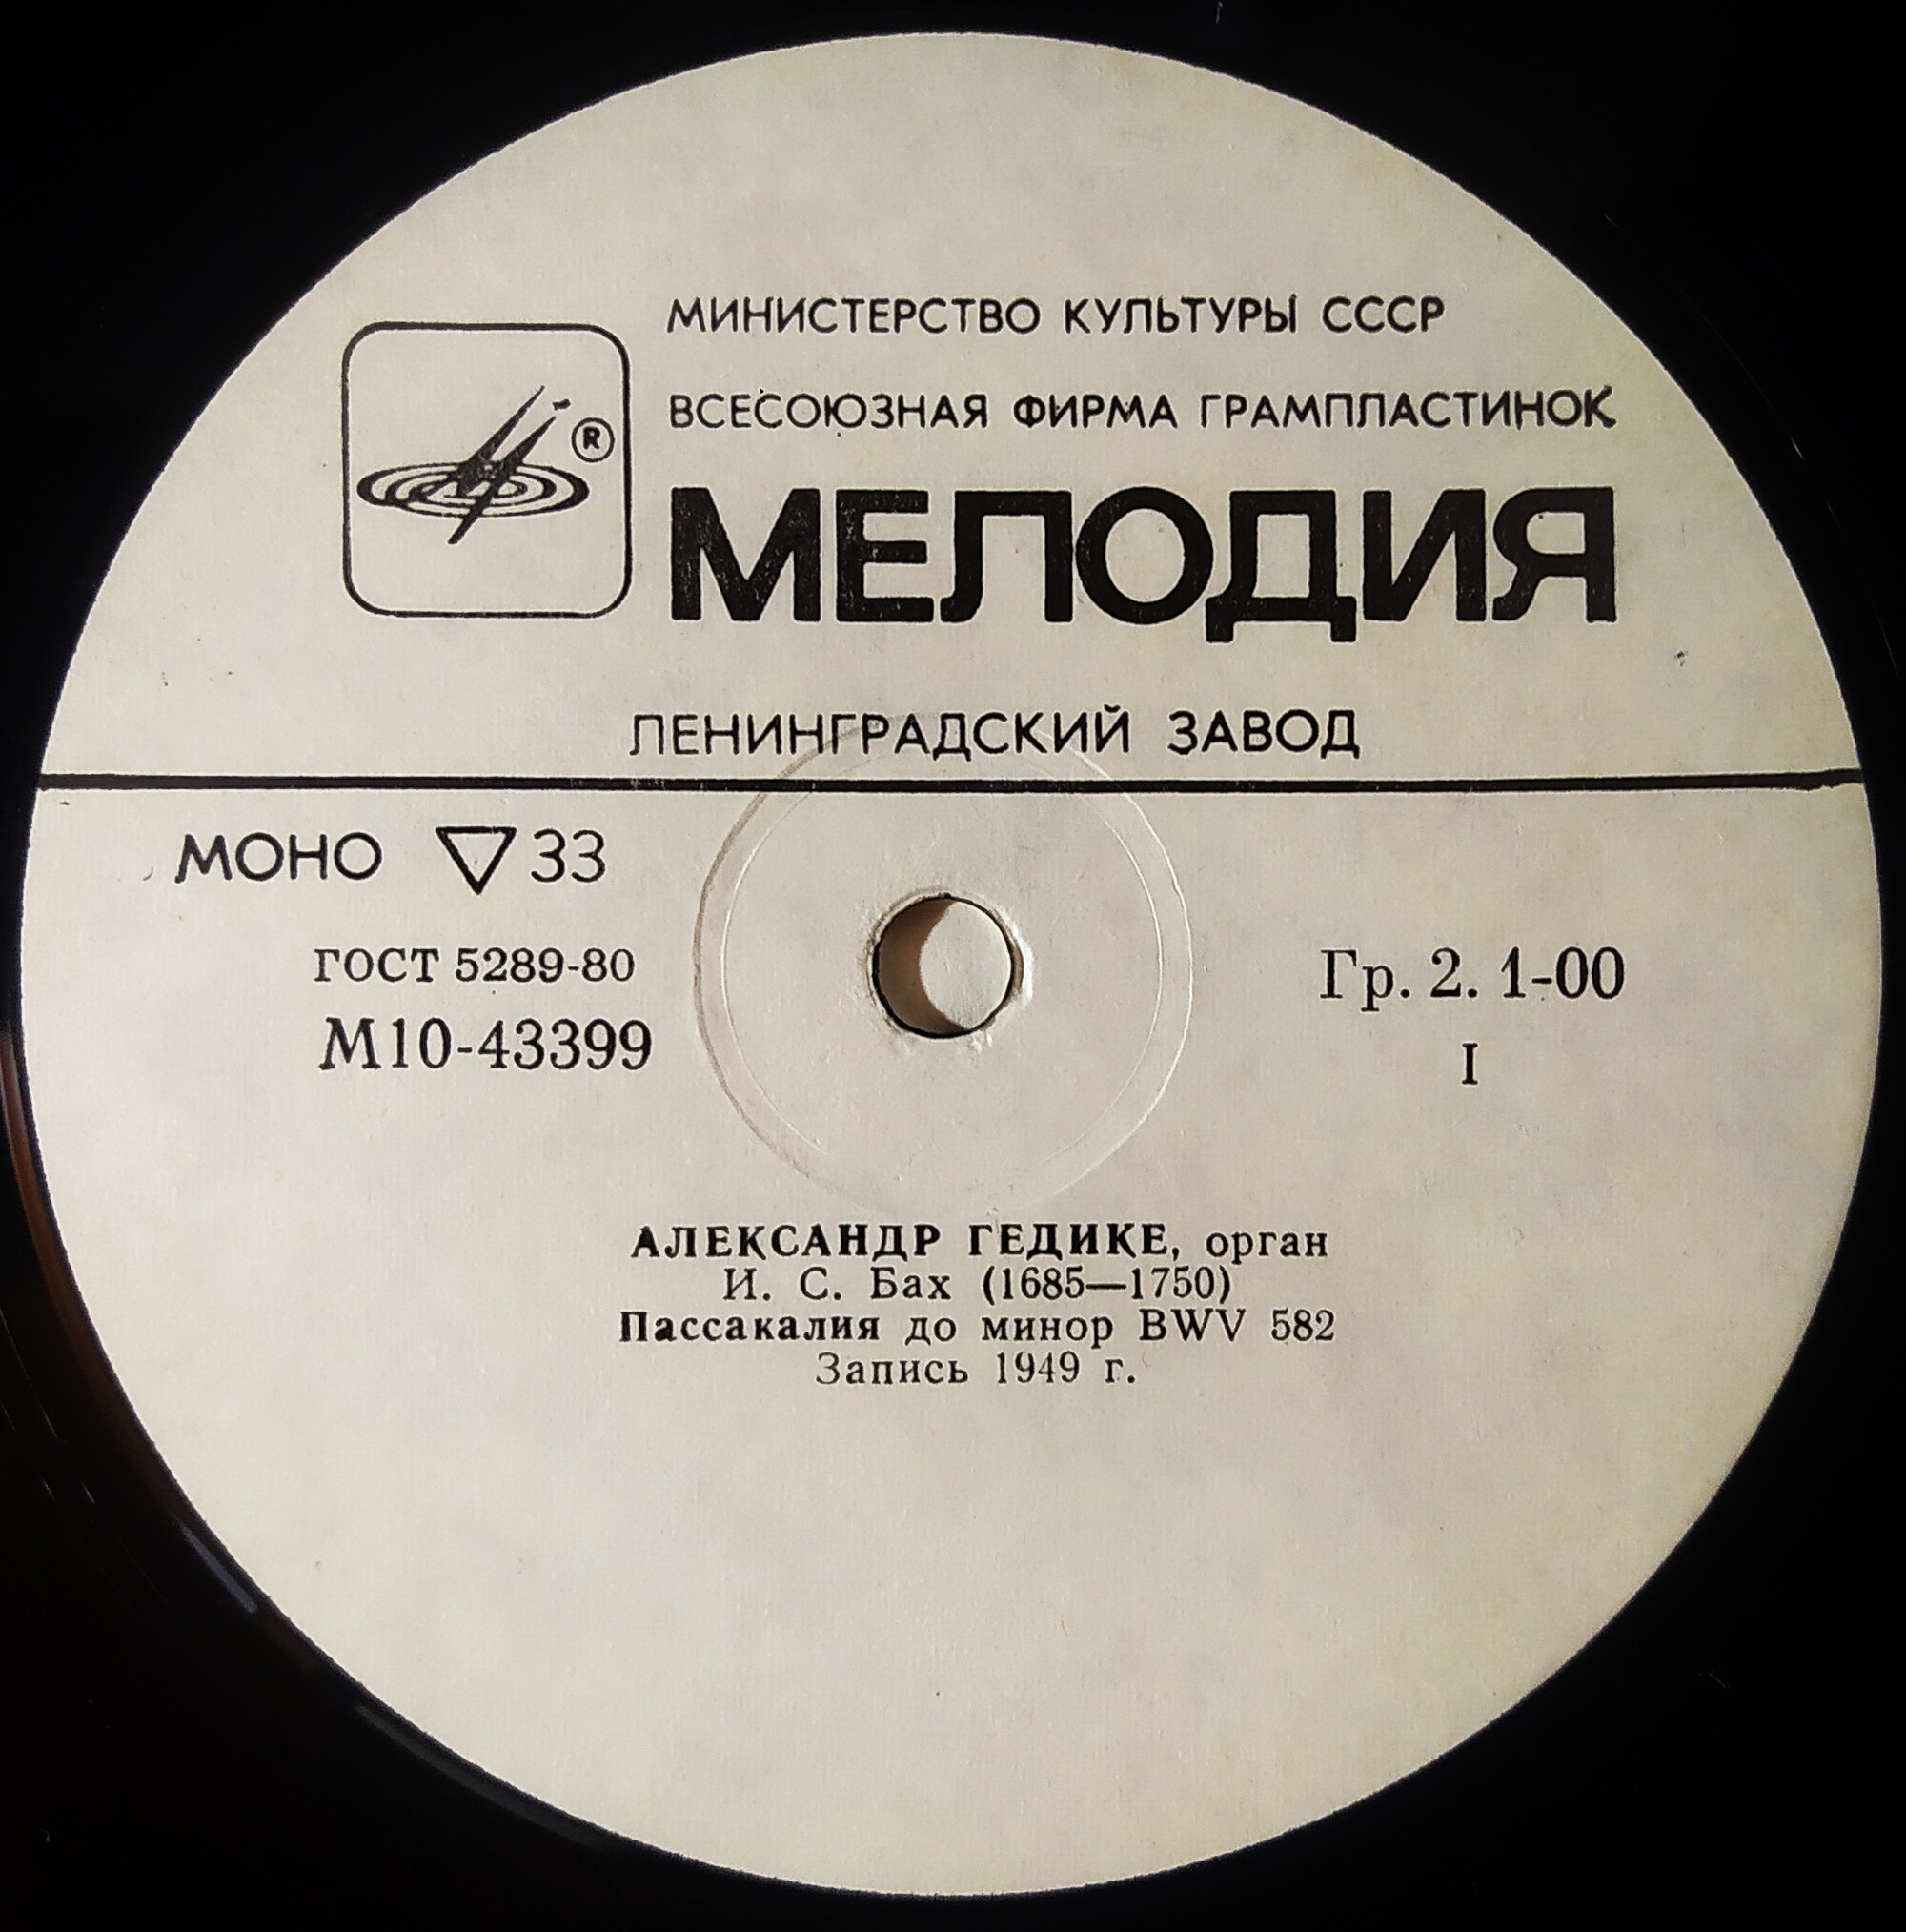 МИНИСТЕРСТВО КУЛЬТУРЫ СССР
ВСЕСОЮЗНАЯ ФИРМА ГРАМПЛАСТИНОК
®
МЕЛОДИЯ
ЛЕНИНГРАДСКИЙ ЗАВОД
МОНО ▽ 33
ГОСТ 5289-80
М10-43399
Гр. 2. 1-00
I
АЛЕКСАНДР ГЕДИКЕ, орган
И. С. Бах (1685—1750)
Пассакалия до минор BWV 582
Запись 1949 г.